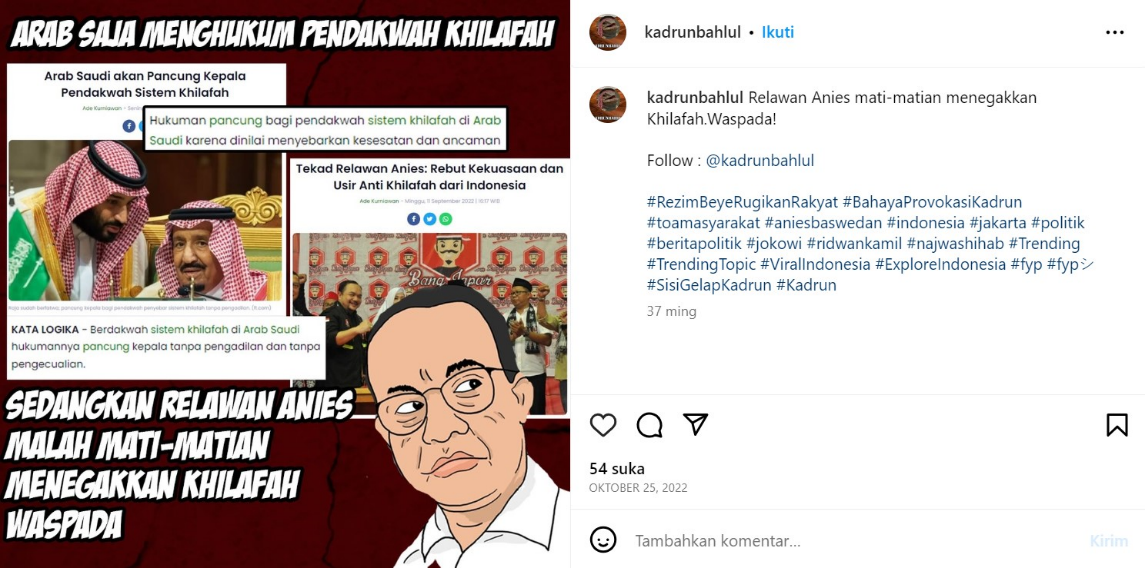 ARAB SAJA MENGHUKUM PENDAKWAH KHILAFAH
Arab Saudi akan Pancung Kepala
Pendakwah Sistem Khilafah
Ade Kurniawan - Senin
Hukuman pancung bagi pendakwah sistem khilafah di Arab
Saudi karena dinilai menyebarkan kesesatan dan ancaman
Tekad Relawan Anies: Rebut Kekuasaan dan
Usir Anti Khilafah dari Indonesia
Ade Kurniawan - Minggu, 11 September 2022 | 16:17 WIB
KATA LOGIKA - Berdakwah sistem khilafah di Arab Saudi
hukumannya pancung kepala tanpa pengadilan dan tanpa
pengecualian.
SEDANGKAN RELAWAN ANIES
MALAH MATI-MATIAN
MENEGAKKAN KHILAFAH
WASPADA
kadrunbahlul • Ikuti
kadrunbahlul Relawan Anies mati-matian menegakkan
Khilafah.Waspada!
Follow : @kadrunbahlul
#RezimBeyeRugikanRakyat #BahayaProvokasiKadrun
#toamasyarakat #aniesbaswedan #indonesia #jakarta #politik
#beritapolitik #jokowi #ridwankamil #najwashihab #Trending
#TrendingTopic #ViralIndonesia #ExploreIndonesia #fyp #fypシ
#SisiGelapKadrun #Kadrun
37 ming
54 suka
OKTOBER 25, 2022
Tambahkan komentar...
Kirim